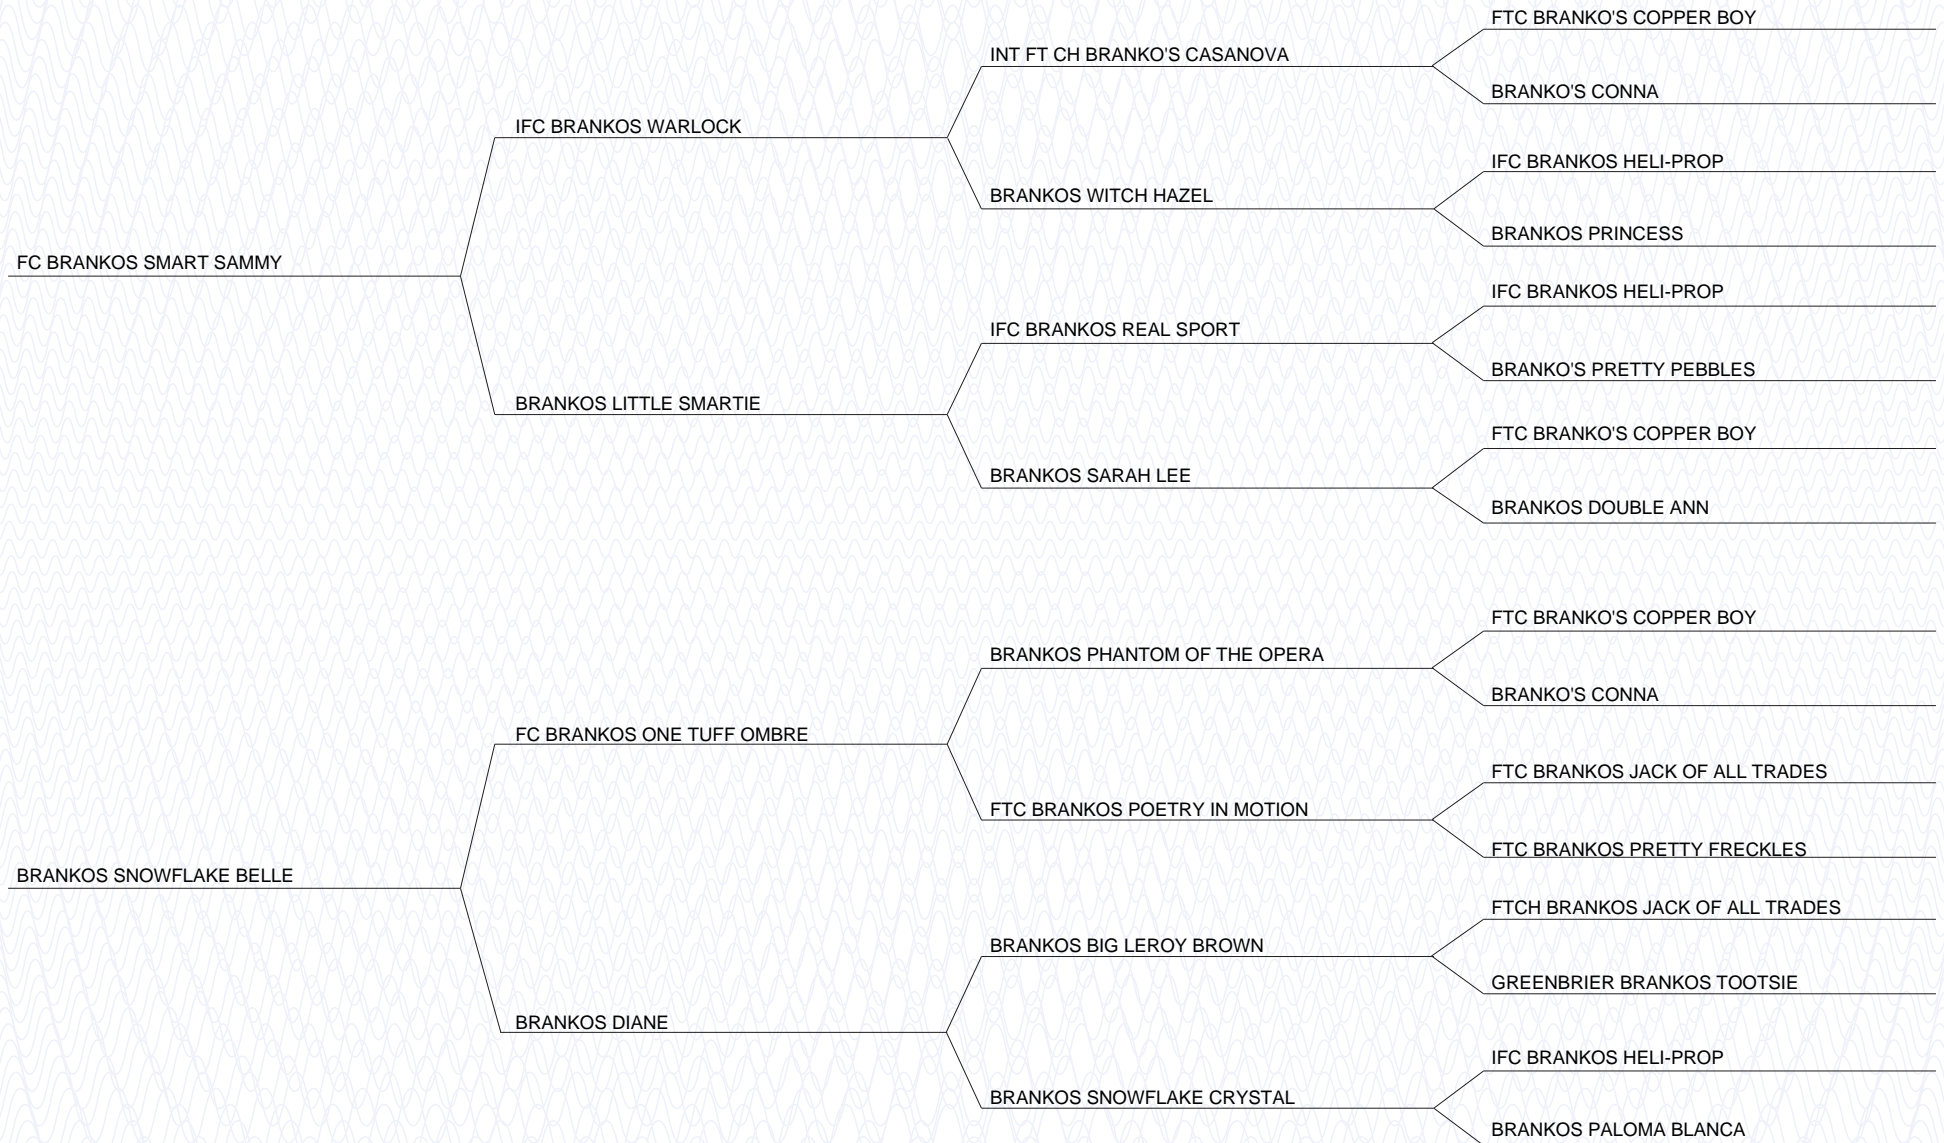 FTC BRANKO'S COPPER BOY
INT FT CH BRANKO'S CASANOVA
BRANKO'S CONNA
IFC BRANKOS WARLOCK
IFC BRANKOS HELI-PROP
BRANKOS WITCH HAZEL
BRANKOS PRINCESS
FC BRANKOS SMART SAMMY
IFC BRANKOS HELI-PROP
IFC BRANKOS REAL SPORT
BRANKO'S PRETTY PEBBLES
BRANKOS LITTLE SMARTIE
FTC BRANKO'S COPPER BOY
BRANKOS SARAH LEE
BRANKOS DOUBLE ANN
FTC BRANKO'S COPPER BOY
BRANKOS PHANTOM OF THE OPERA
BRANKO'S CONNA
FC BRANKOS ONE TUFF OMBRE
FTC BRANKOS JACK OF ALL TRADES
FTC BRANKOS POETRY IN MOTION
FTC BRANKOS PRETTY FRECKLES
BRANKOS SNOWFLAKE BELLE
FTCH BRANKOS JACK OF ALL TRADES
BRANKOS BIG LEROY BROWN
GREENBRIER BRANKOS TOOTSIE
BRANKOS DIANE
IFC BRANKOS HELI-PROP
BRANKOS SNOWFLAKE CRYSTAL
BRANKOS PALOMA BLANCA